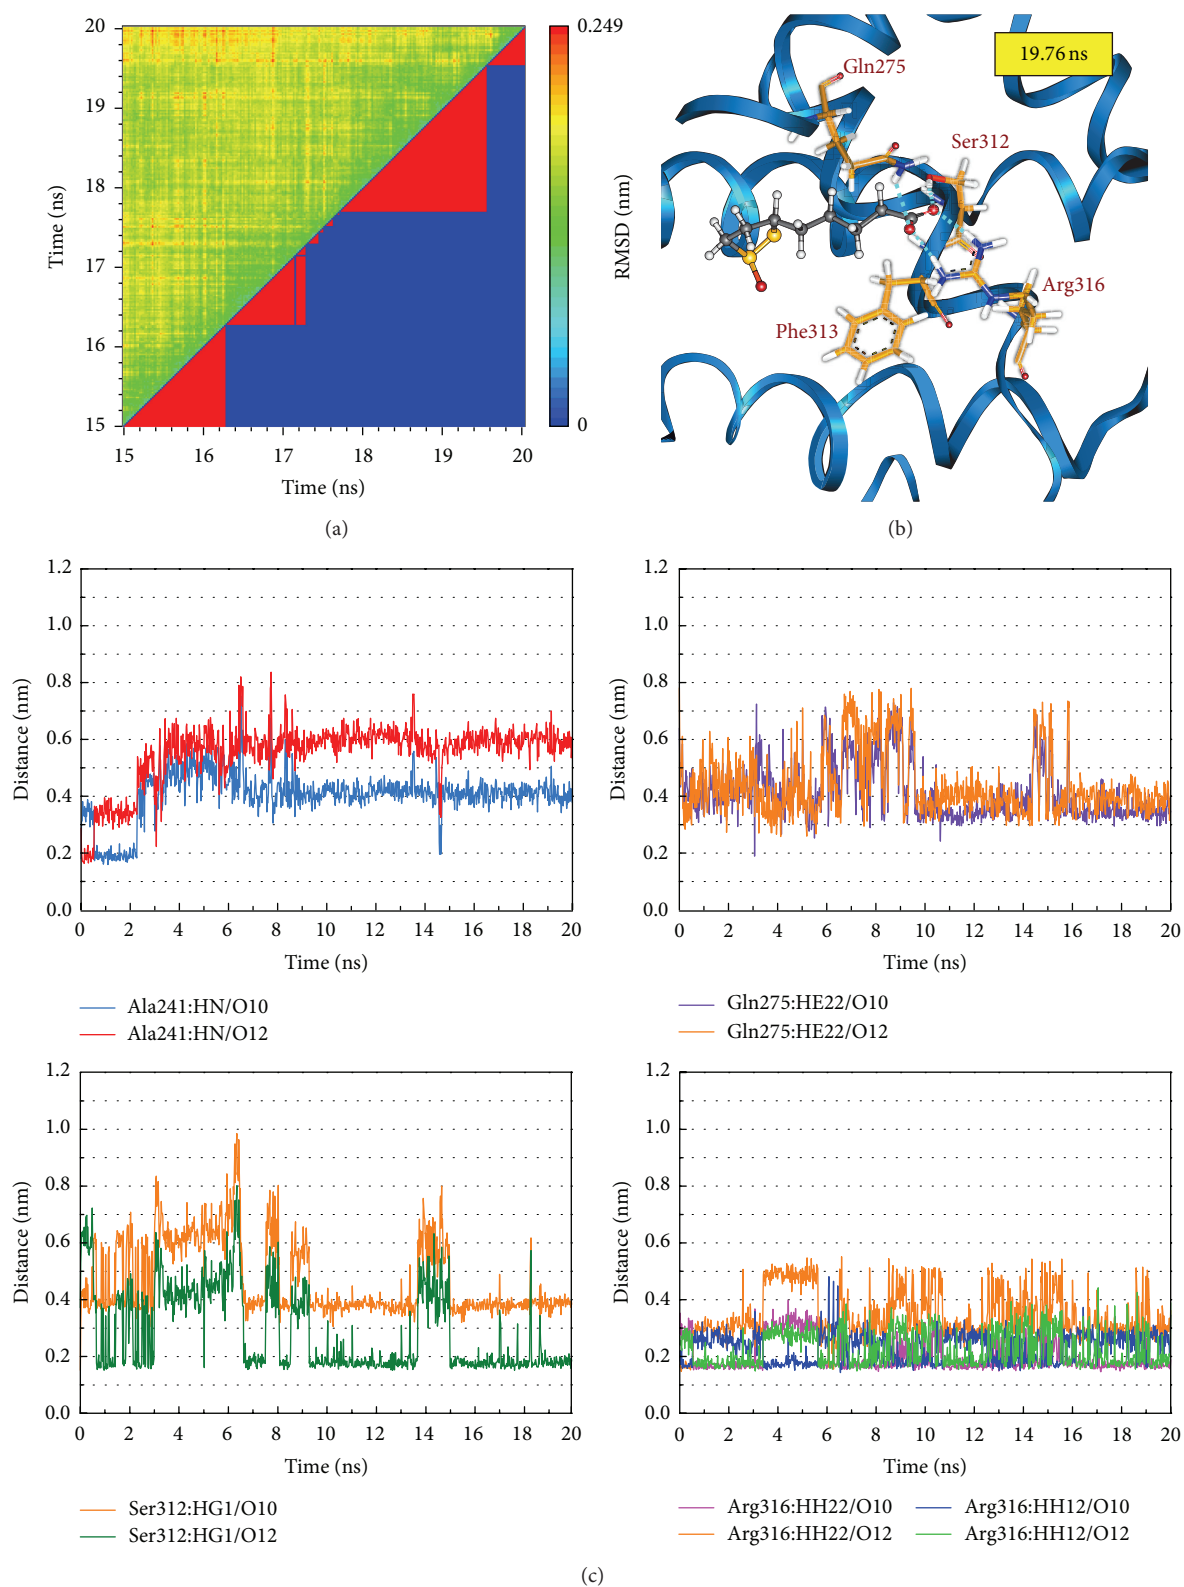 20
19
18
17
16
15
Time (ns)
15
16
17
18
19
20
Time (ns)
0.249
0
RMSD (nm)
(a)
19.76 ns
Gln275
Ser312
Arg316
Phe313
(b)
1.2
1.0
0.8
0.6
0.4
0.2
0.0
Distance (nm)
0 2 4 6 8 10 12 14 16 18 20
Time (ns)
Ala241:HN/O10
Ala241:HN/O12
1.2
1.0
0.8
0.6
0.4
0.2
0.0
Distance (nm)
0 2 4 6 8 10 12 14 16 18 20
Time (ns)
Gln275:HE22/O10
Gln275:HE22/O12
1.2
1.0
0.8
0.6
0.4
0.2
0.0
Distance (nm)
0 2 4 6 8 10 12 14 16 18 20
Time (ns)
Ser312:HG1/O10
Ser312:HG1/O12
1.2
1.0
0.8
0.6
0.4
0.2
0.0
Distance (nm)
0 2 4 6 8 10 12 14 16 18 20
Time (ns)
Arg316:HH22/O10
Arg316:HH22/O12
Arg316:HH12/O10
Arg316:HH12/O12
(c)